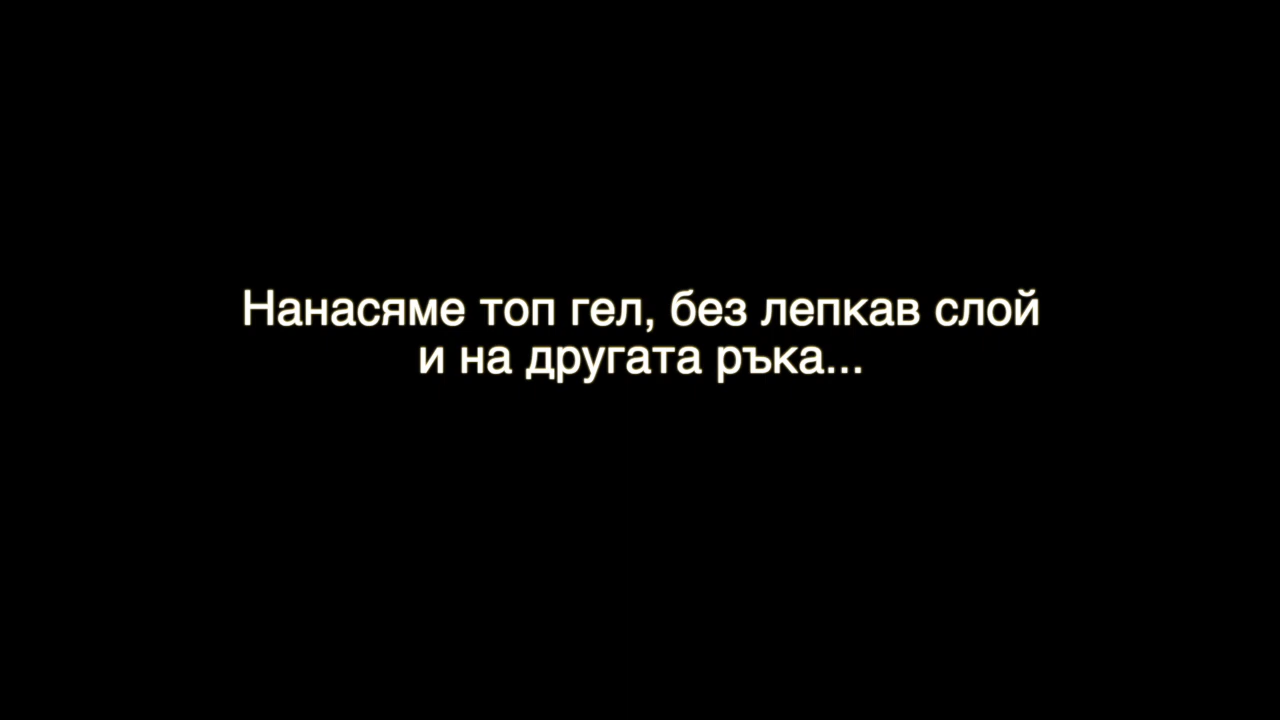 Нанасяме топ гел, без лепкав слой
и на другата ръка...